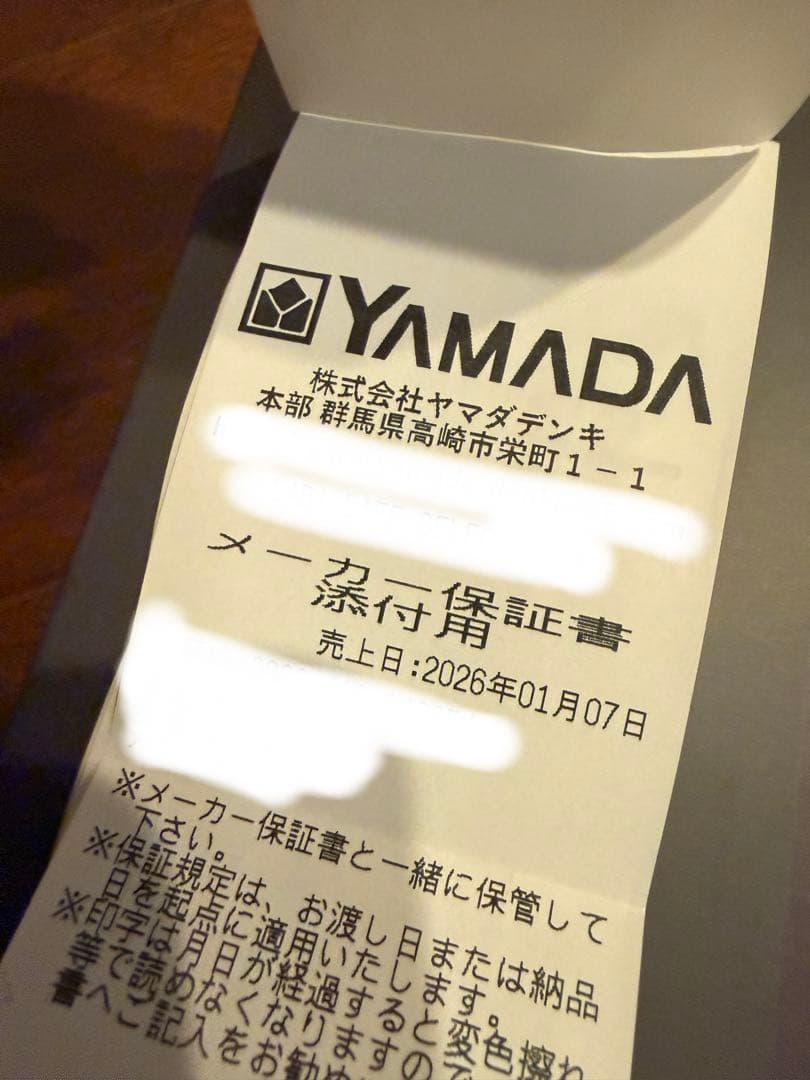 YAMADA
株式会社ヤマダデンキ
本部 群馬県高崎市栄町1-1
メーカー保証書
添付用
売上日:2026年01月07日
※メーカー保証書と一緒に保管して
下さい。
※保証規定は、お渡し日または納品
日を起点に適用いたします。
※印字は月日が経過すると変色擦れ
等で読めなくなりますので
書へご記入をお勧め